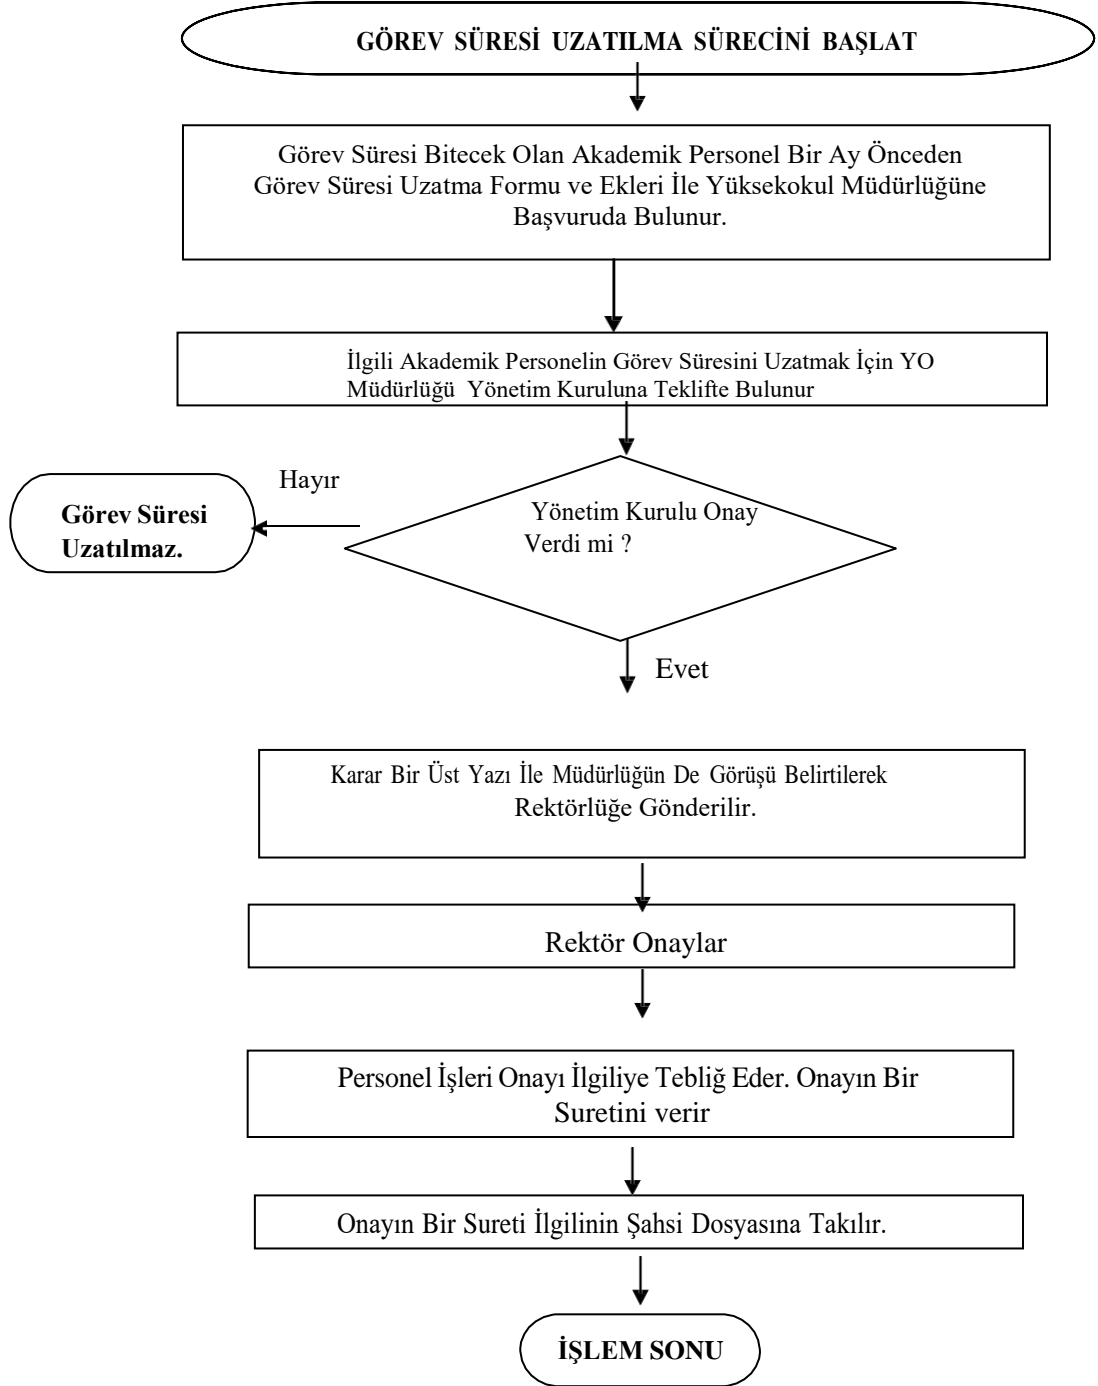 GÖREV SÜRESİ UZATILMA SÜRECİNİ BAŞLAT
Görev Süresi Bitecek Olan Akademik Personel Bir Ay Önceden
Görev Süresi Uzatma Formu ve Ekleri İle Yüksekokul Müdürlüğüne
Başvuruda Bulunur.
İlgili Akademik Personelin Görev Süresini Uzatmak İçin YO
Müdürlüğü Yönetim Kuruluna Teklifte Bulunur
Hayır
Görev Süresi
Uzatılmaz.
Yönetim Kurulu Onay
Verdi mi ?
Evet
Karar Bir Üst Yazı İle Müdürlüğün De Görüşü Belirtilerek
Rektörlüğe Gönderilir.
Rektör Onaylar
Personel İşleri Onayı İlgiliye Tebliğ Eder. Onayın Bir
Suretini verir
Onayın Bir Sureti İlgilinin Şahsi Dosyasına Takılır.
İŞLEM SONU